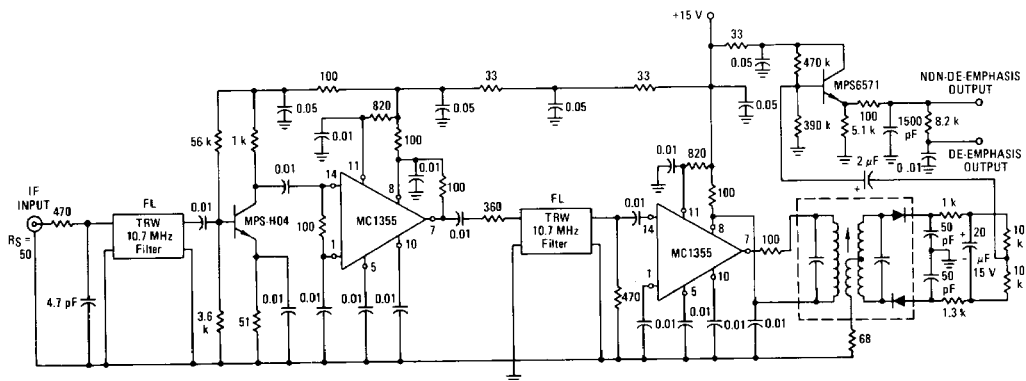 +15 V
33
0.05
470 k
MPS6571
NON-DE-EMPHASIS
OUTPUT
100
33
33
0.05
0.05
0.05
0.05
390 k
100
5.1 k
1500
pF
8.2 k
0.01
DE-EMPHASIS
OUTPUT
2 µF
+
56 k
1 k
0.01
820
100
0.01
100
11
14
8
0.01
820
100
0.01
IF
INPUT
470
FL
TRW
10.7 MHz
Filter
0.01
MPS-H04
0.01
100
1
MC1355
7
10
5
0.01
360
FL
TRW
10.7 MHz
Filter
0.01
14
11
8
MC1355
7
10
1
5
100
1 k
50
pF
+
20
µF
15 V
-
10
k
10
k
50
pF
1.3 k
RS =
50
4.7 pF
3.6
k
51
0.01
0.01
0.01
470
0.01
0.01
0.01
0.01
68